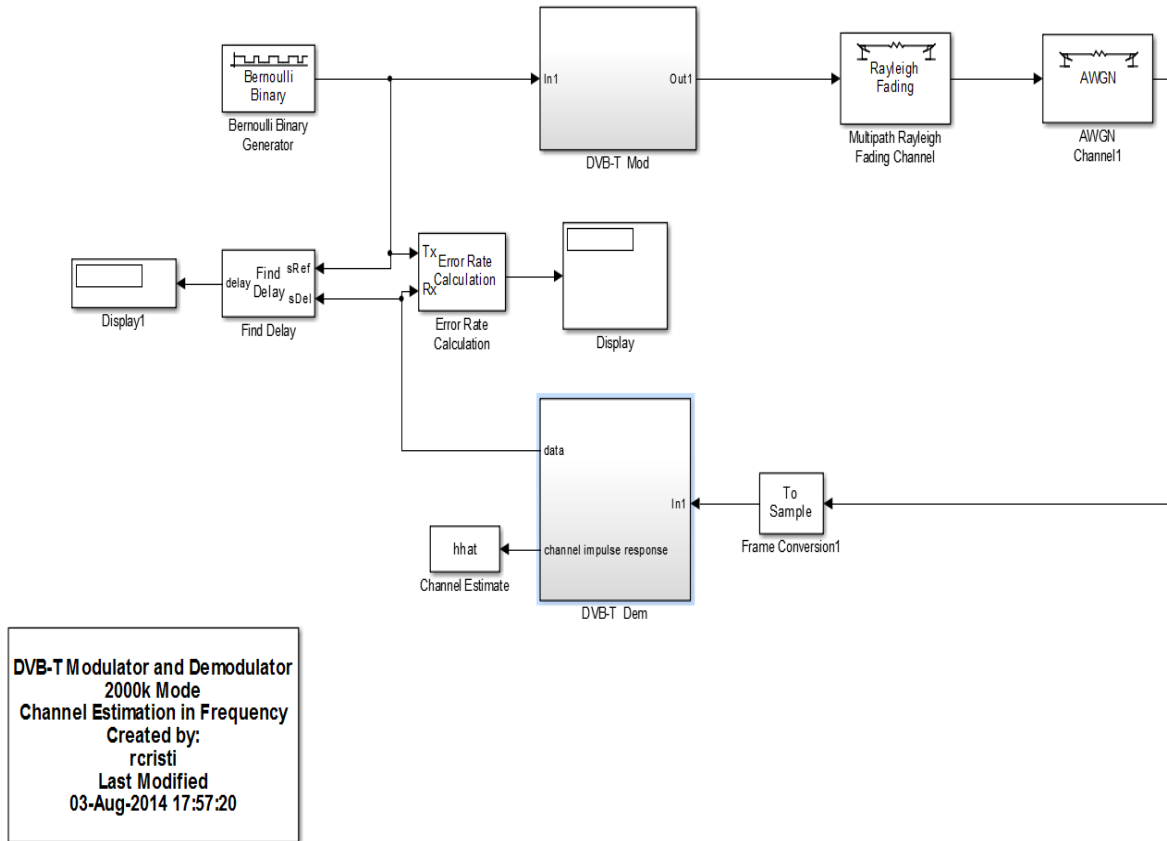 Bernoulli
Binary
Bernoulli Binary
Generator
In1
Out1
DVB-T Mod
Rayleigh
Fading
Multipath Rayleigh
Fading Channel
AWGN
AWGN
Channel1
Display1
delay
Find
Delay
sRef
sDel
Find Delay
Tx
Rx
Error Rate
Calculation
Error Rate
Calculation
Display
data
In1
channel impulse response
DVB-T Dem
To
Sample
Frame Conversion1
hhat
Channel Estimate
DVB-T Modulator and Demodulator
2000k Mode
Channel Estimation in Frequency
Created by:
rcristi
Last Modified
03-Aug-2014 17:57:20